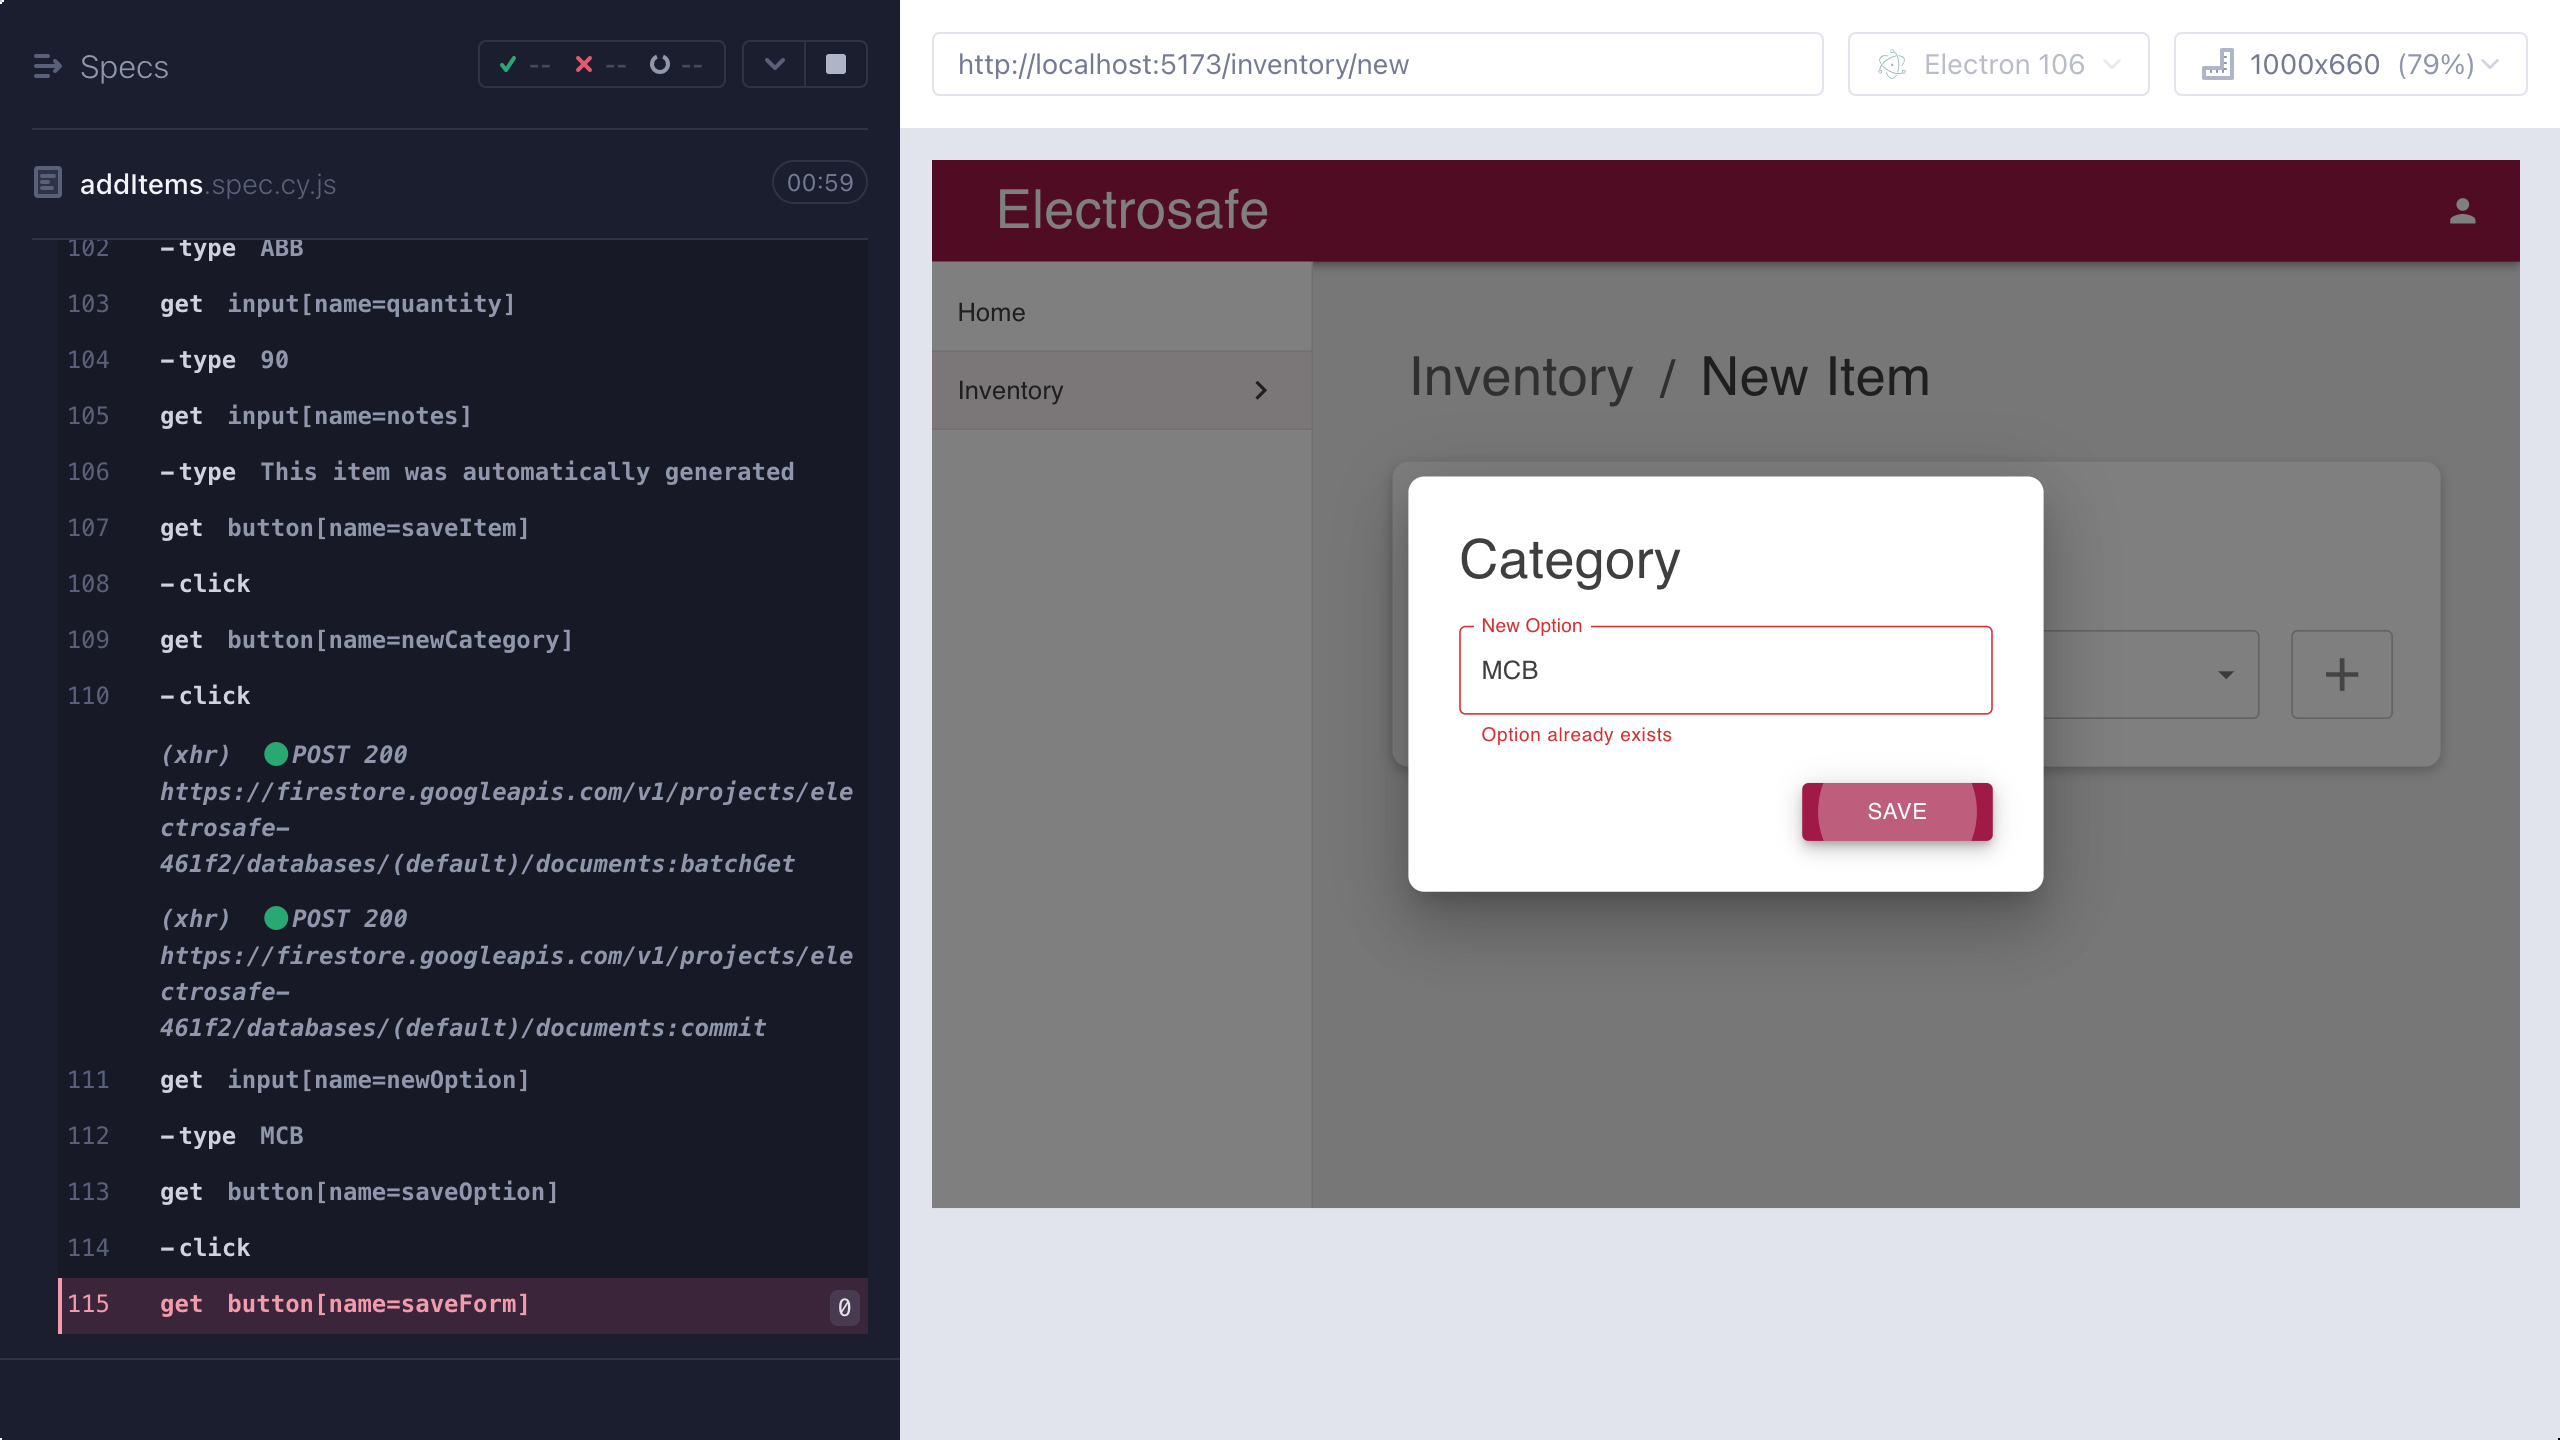 Specs
--
--
--
addItems.spec.cy.js
00:59
102 -type ABB
103 get input[name=quantity]
104 -type 90
105 get input[name=notes]
106 -type This item was automatically generated
107 get button[name=saveItem]
108 -click
109 get button[name=newCategory]
110 -click
(xhr) POST 200
https://firestore.googleapis.com/v1/projects/ele
ctrosafe-
461f2/databases/(default)/documents:batchGet
(xhr) POST 200
https://firestore.googleapis.com/v1/projects/ele
ctrosafe-
461f2/databases/(default)/documents:commit
111 get input[name=newOption]
112 -type MCB
113 get button[name=saveOption]
114 -click
115 get button[name=saveForm] 0
http://localhost:5173/inventory/new
Electron 106
1000x660 (79%)
Electrosafe
Home
Inventory
Inventory / New Item
Category
New Option
MCB
Option already exists
SAVE